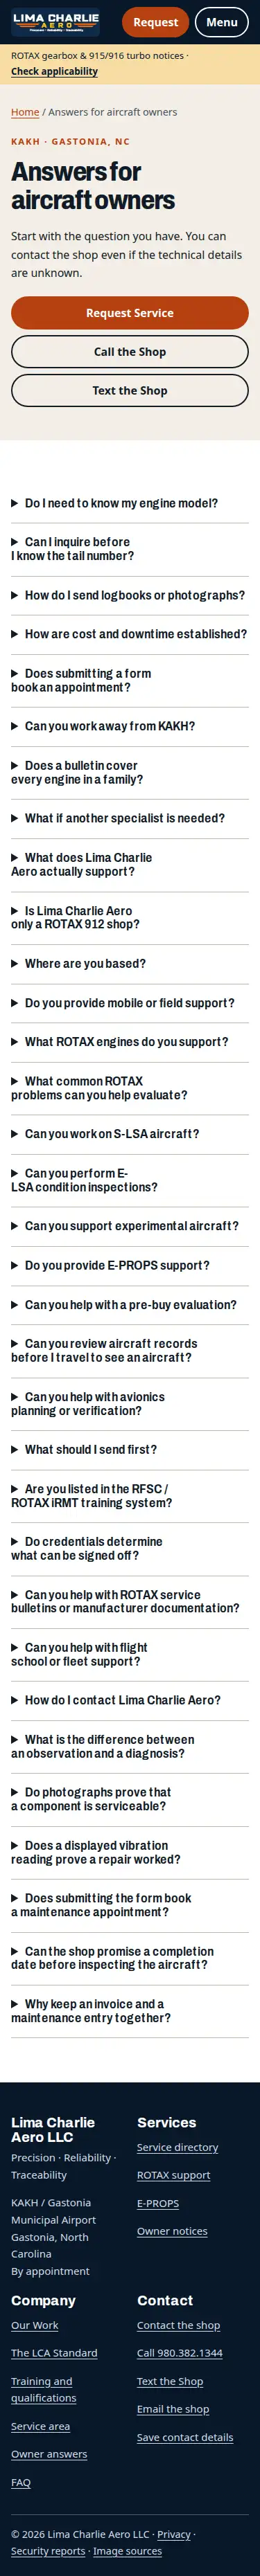 LIMA CHARLIE
AERO
Precision · Reliability · Traceability
Request
Menu
ROTAX gearbox & 915/916 turbo notices ·
Check applicability
Home / Answers for aircraft owners
KAKH · GASTONIA, NC
Answers for
aircraft owners
Start with the question you have. You can
contact the shop even if the technical details
are unknown.
Request Service
Call the Shop
Text the Shop
Do I need to know my engine model?
Can I inquire before
I know the tail number?
How do I send logbooks or photographs?
How are cost and downtime established?
Does submitting a form
book an appointment?
Can you work away from KAKH?
Does a bulletin cover
every engine in a family?
What if another specialist is needed?
What does Lima Charlie
Aero actually support?
Is Lima Charlie Aero
only a ROTAX 912 shop?
Where are you based?
Do you provide mobile or field support?
What ROTAX engines do you support?
What common ROTAX
problems can you help evaluate?
Can you work on S-LSA aircraft?
Can you perform E-
LSA condition inspections?
Can you support experimental aircraft?
Do you provide E-PROPS support?
Can you help with a pre-buy evaluation?
Can you review aircraft records
before I travel to see an aircraft?
Can you help with avionics
planning or verification?
What should I send first?
Are you listed in the RFSC /
ROTAX iRMT training system?
Do credentials determine
what can be signed off?
Can you help with ROTAX service
bulletins or manufacturer documentation?
Can you help with flight
school or fleet support?
How do I contact Lima Charlie Aero?
What is the difference between
an observation and a diagnosis?
Do photographs prove that
a component is serviceable?
Does a displayed vibration
reading prove a repair worked?
Does submitting the form book
a maintenance appointment?
Can the shop promise a completion
date before inspecting the aircraft?
Why keep an invoice and a
maintenance entry together?
Lima Charlie
Aero LLC
Precision · Reliability ·
Traceability
KAKH / Gastonia
Municipal Airport
Gastonia, North
Carolina
By appointment
Services
Service directory
ROTAX support
E-PROPS
Owner notices
Company
Our Work
The LCA Standard
Training and
qualifications
Service area
Owner answers
FAQ
Contact
Contact the shop
Call 980.382.1344
Text the Shop
Email the shop
Save contact details
© 2026 Lima Charlie Aero LLC · Privacy ·
Security reports · Image sources